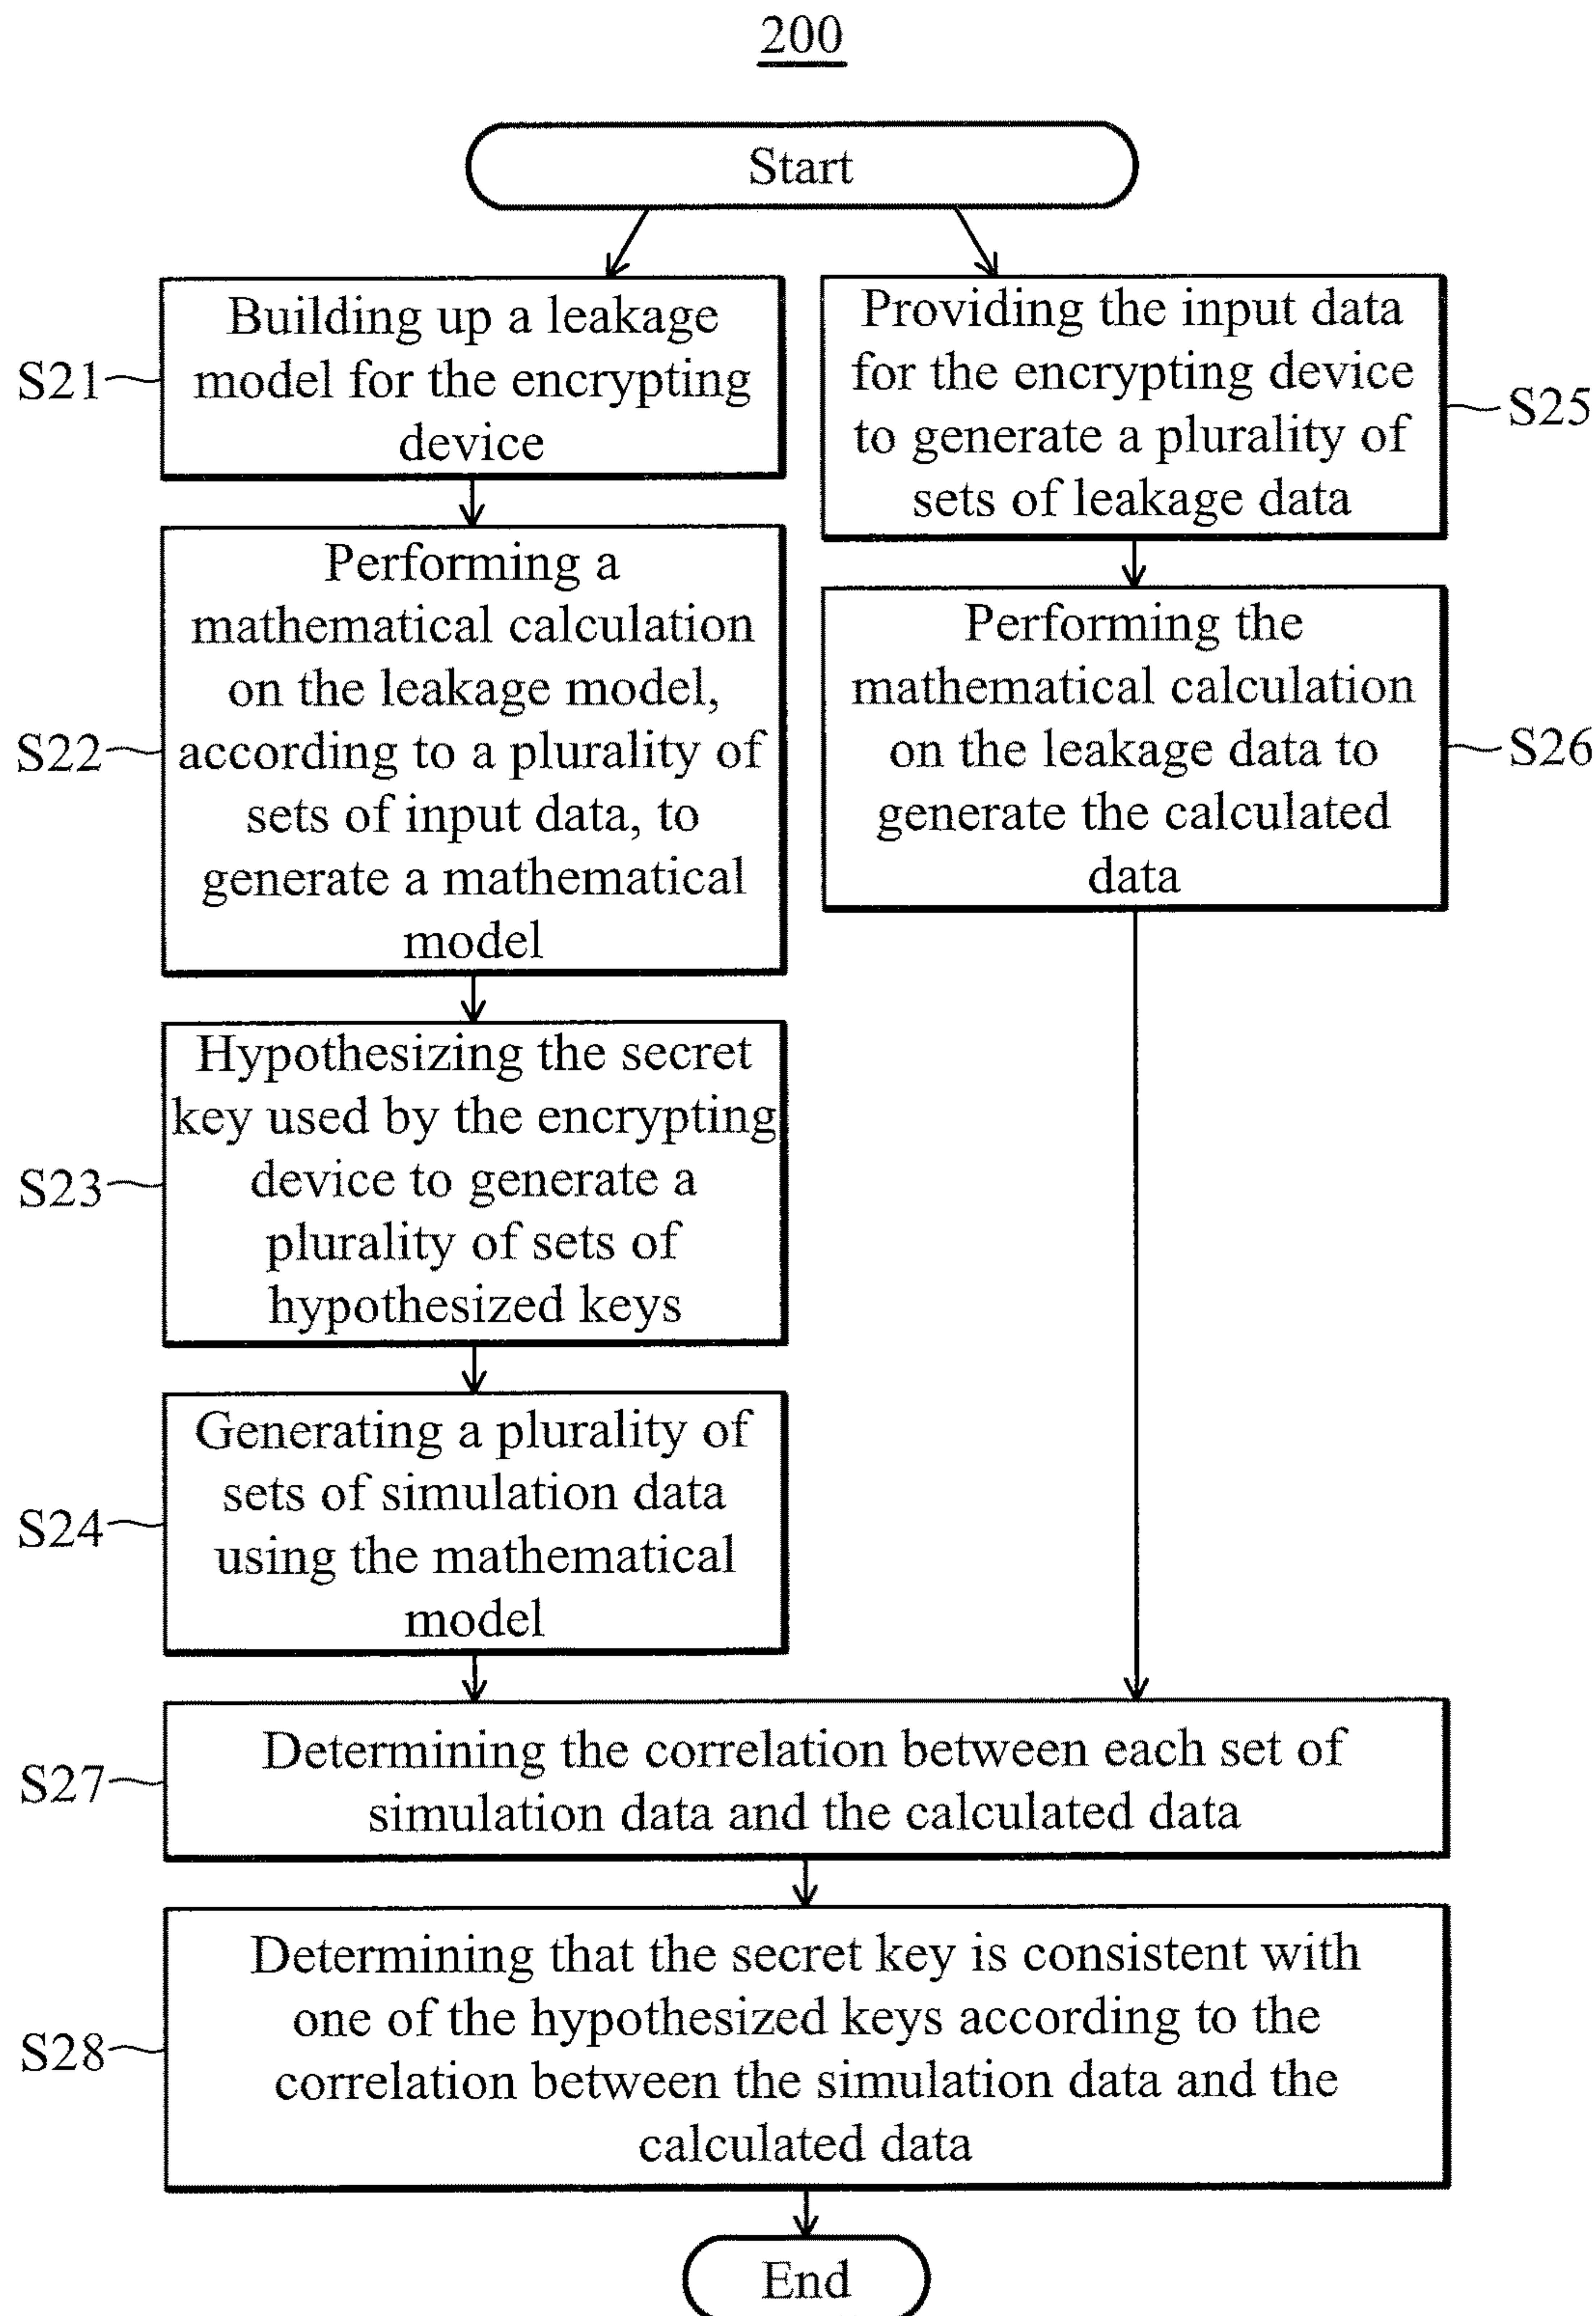 200
Start
S21
Building up a leakage
model for the encrypting
device
S22
Performing a
mathematical calculation
on the leakage model,
according to a plurality of
sets of input data, to
generate a mathematical
model
S23
Hypothesizing the secret
key used by the encrypting
device to generate a
plurality of sets of
hypothesized keys
S24
Generating a plurality of
sets of simulation data
using the mathematical
model
Providing the input data
for the encrypting device
to generate a plurality of
sets of leakage data
S25
Performing the
mathematical calculation
on the leakage data to
generate the calculated
data
S26
S27
Determining the correlation between each set of
simulation data and the calculated data
S28
Determining that the secret key is consistent with
one of the hypothesized keys according to the
correlation between the simulation data and the
calculated data
End